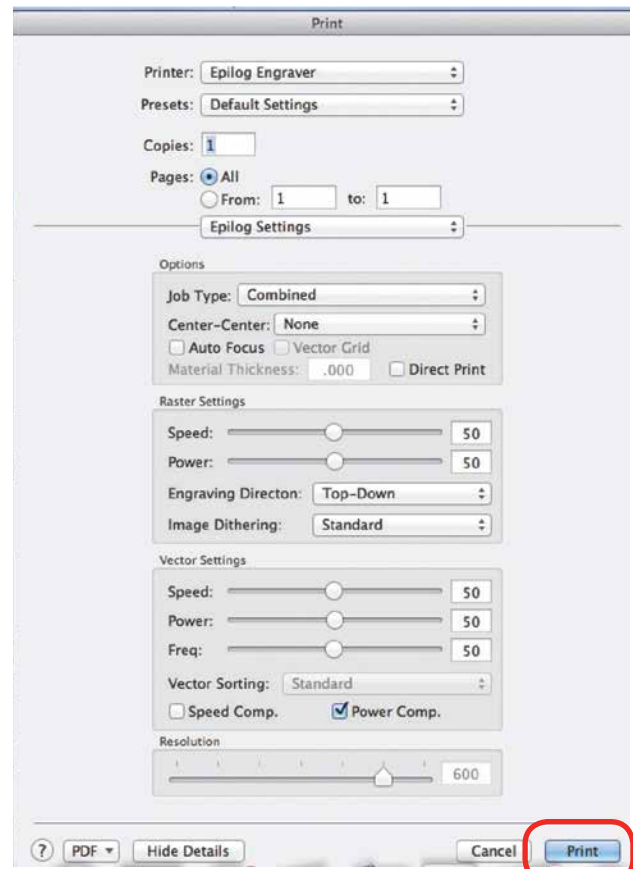 Print
Printer: Epilog Engraver
Presets: Default Settings
Copies: 1
Pages: All
From: 1 to: 1
Epilog Settings
Options
Job Type: Combined
Center-Center: None
Auto Focus Vector Grid
Material Thickness: .000 Direct Print
Raster Settings
Speed: 50
Power: 50
Engraving Directon: Top-Down
Image Dithering: Standard
Vector Settings
Speed: 50
Power: 50
Freq: 50
Vector Sorting: Standard
Speed Comp. Power Comp.
Resolution
600
? PDF Hide Details Cancel Print